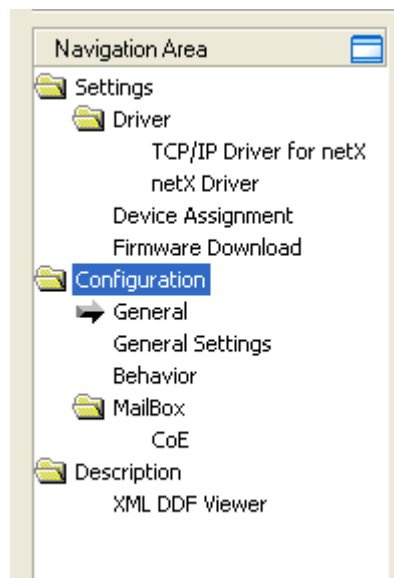 Navigation Area
Settings
Driver
TCP/IP Driver for netX
netX Driver
Device Assignment
Firmware Download
Configuration
General
General Settings
Behavior
MailBox
CoE
Description
XML DDF Viewer